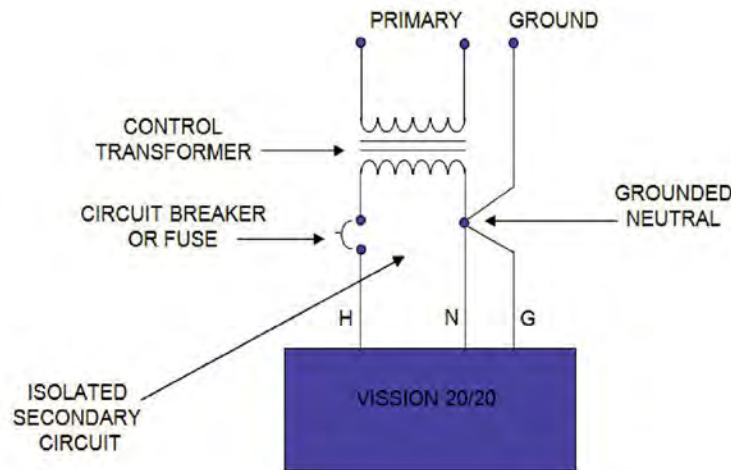 PRIMARY
GROUND
CONTROL
TRANSFORMER
CIRCUIT BREAKER
OR FUSE
GROUNDED
NEUTRAL
H
N
G
VISSION 20/20
ISOLATED
SECONDARY
CIRCUIT